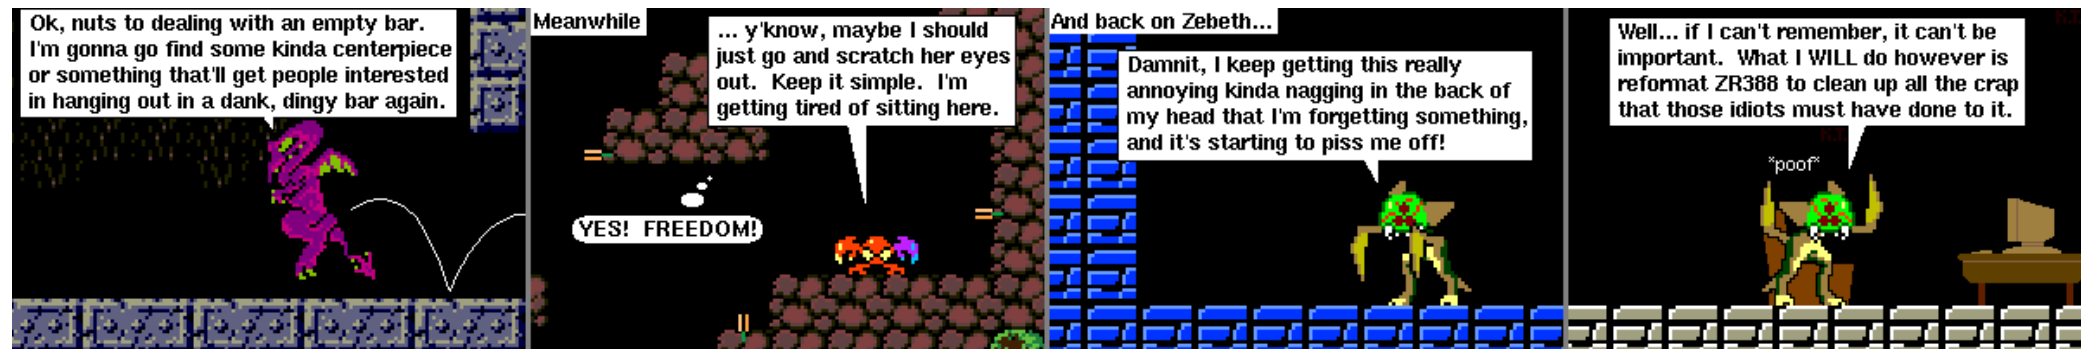 Ok, nuts to dealing with an empty bar.
I'm gonna go find some kinda centerpiece
or something that'll get people interested
in hanging out in a dank, dingy bar again.
Meanwhile
... y'know, maybe I should
just go and scratch her eyes
out. Keep it simple. I'm
getting tired of sitting here.
YES! FREEDOM!
And back on Zebeth...
Damnit, I keep getting this really
annoying kinda nagging in the back of
my head that I'm forgetting something,
and it's starting to piss me off!
Well... if I can't remember, it can't be
important. What I WILL do however is
reformat ZR388 to clean up all the crap
that those idiots must have done to it.
*poof*